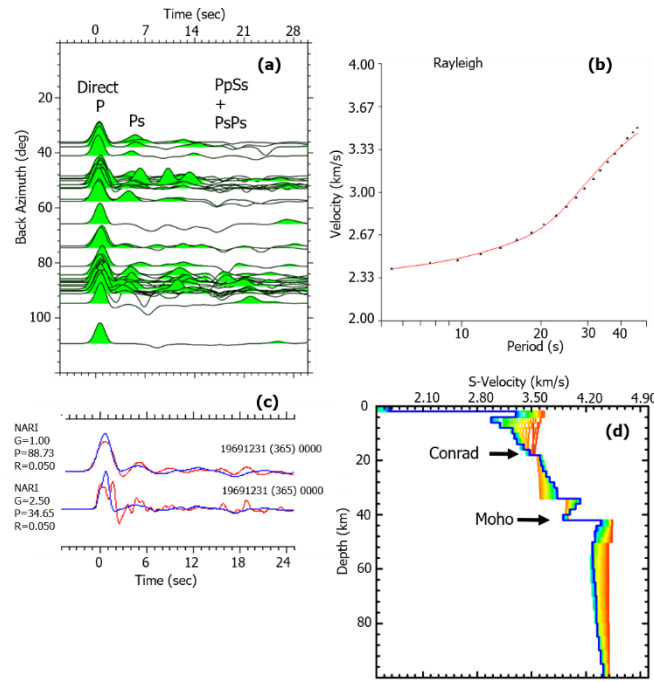 Time (sec)
0 7 14 21 28
(a)
Direct
P
Ps
PpSs
+
PsPs
20
40
60
80
100
Back Azimuth (deg)
(b)
Rayleigh
4.00
3.67
3.33
3.00
2.67
2.33
2.00
Velocity (km/s)
10 20 30 40
Period (s)
(c)
NARI
G=1.00
P=88.73
R=0.050
19691231 (365) 0000
NARI
G=2.50
P=34.65
R=0.050
19691231 (365) 0000
0 6 12 18 24
Time (sec)
S-Velocity (km/s)
2.10 2.80 3.50 4.20 4.90
(d)
0
20
40
60
80
Depth (km)
Conrad
Moho